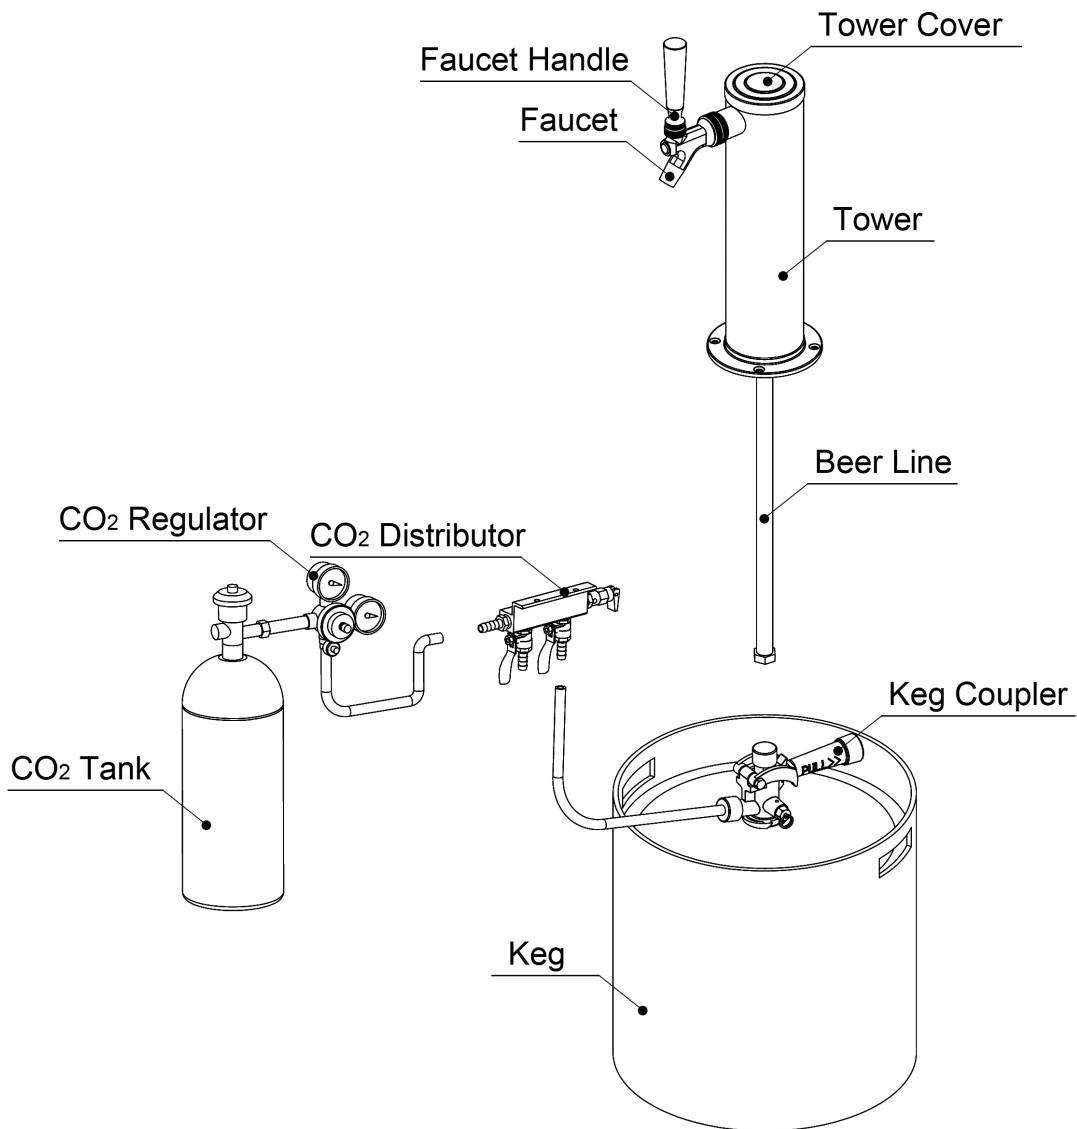 Tower Cover
Faucet Handle
Faucet
Tower
Beer Line
CO2 Regulator
CO2 Distributor
Keg Coupler
PULL>>
CO2 Tank
Keg